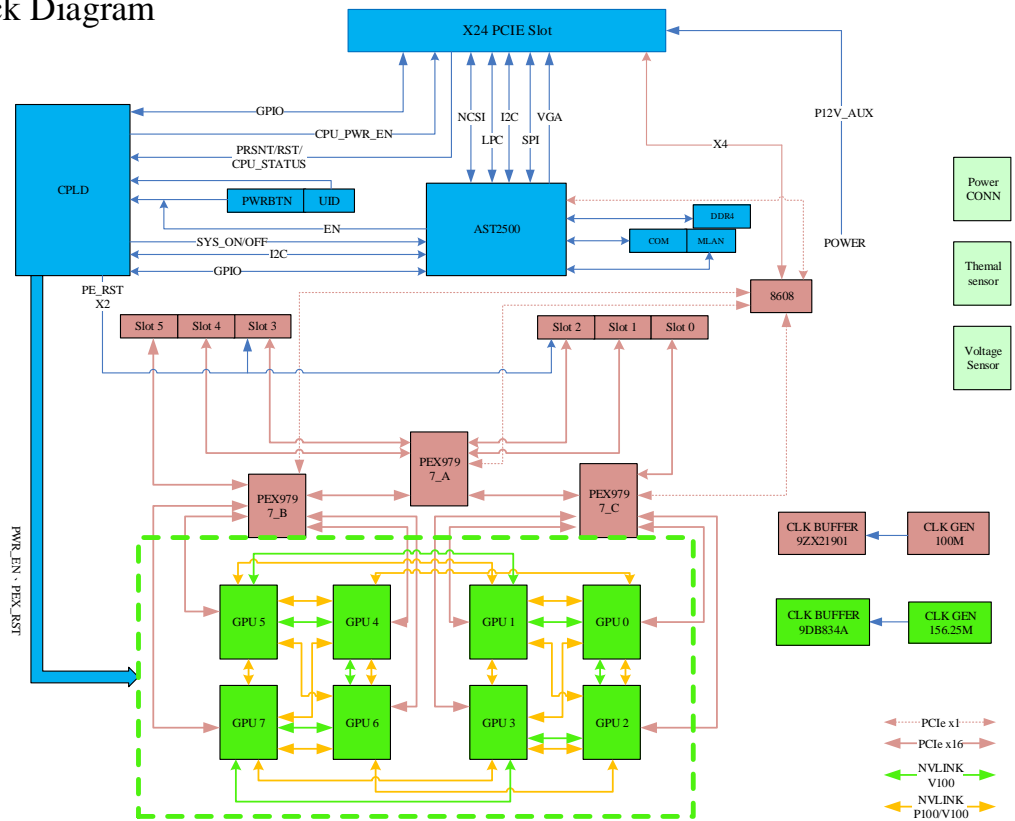 ck Diagram
X24 PCIE Slot
GPIO
CPU_PWR_EN
PRSNT/RST/
CPU_STATUS
NCSI
LPC
I2C
SPI
VGA
P12V_AUX
X4
CPLD
PWRBTN
UID
EN
SYS_ON/OFF
I2C
GPIO
AST2500
DDR4
COM
MLAN
POWER
Power
CONN
Themal
sensor
Voltage
Sensor
PE_RST
X2
8608
Slot 5
Slot 4
Slot 3
Slot 2
Slot 1
Slot 0
PEX979
7_A
PEX979
7_B
PEX979
7_C
CLK BUFFER
9ZX21901
CLK GEN
100M
PWR_EN、PEX_RST
GPU 5
GPU 4
GPU 1
GPU 0
CLK BUFFER
9DB834A
CLK GEN
156.25M
GPU 7
GPU 6
GPU 3
GPU 2
PCIe x1
PCIe x16
NVLINK
V100
NVLINK
P100/V100